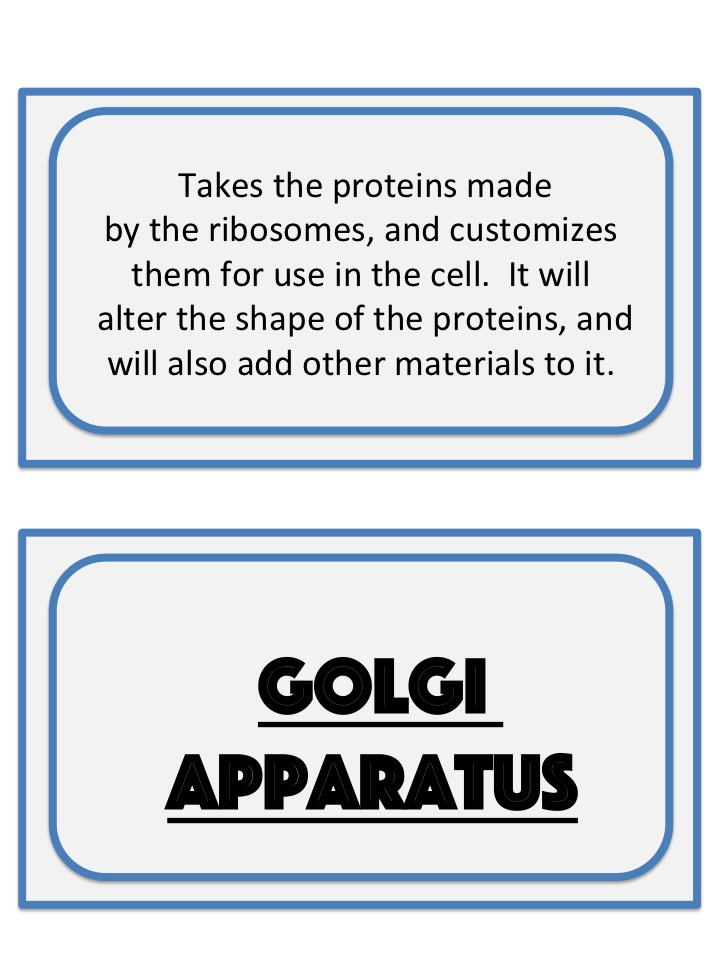 Takes the proteins made
by the ribosomes, and customizes
them for use in the cell.  It will
alter the shape of the proteins, and
will also add other materials to it.
GOLGI
APPARATUS